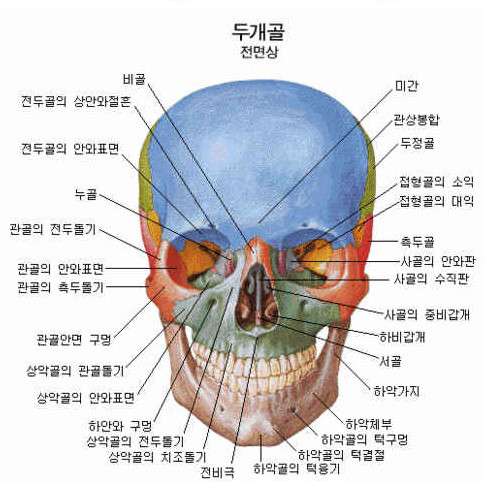 두개골
전면상
비골
전두골의 상안와절흔
전두골의 안와표면
누골
관골의 전두돌기
관골의 안와표면
관골의 측두돌기
관골안면 구멍
상악골의 관골돌기
상악골의 안와표면
하안와 구멍
상악골의 전두돌기
상악골의 치조돌기
전비극
미간
관상봉합
두정골
접형골의 소익
접형골의 대익
측두골
사골의 안와판
사골의 수직판
사골의 중비갑개
하비갑개
서골
하악가지
하악체부
하악골의 턱구멍
하악골의 턱결절
하악골의 턱융기